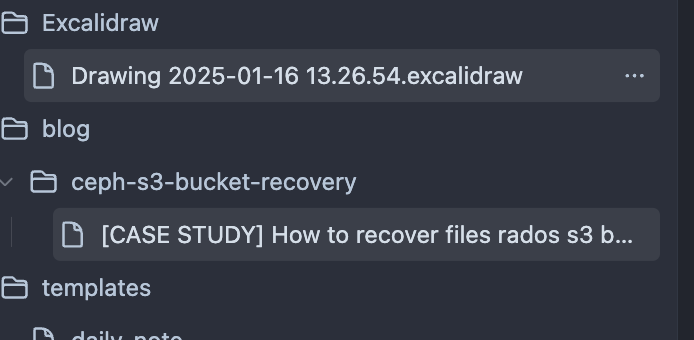 Excalidraw
Drawing 2025-01-16 13.26.54.excalidraw
blog
ceph-s3-bucket-recovery
[CASE STUDY] How to recover files rados s3 b...
templates
daily_note